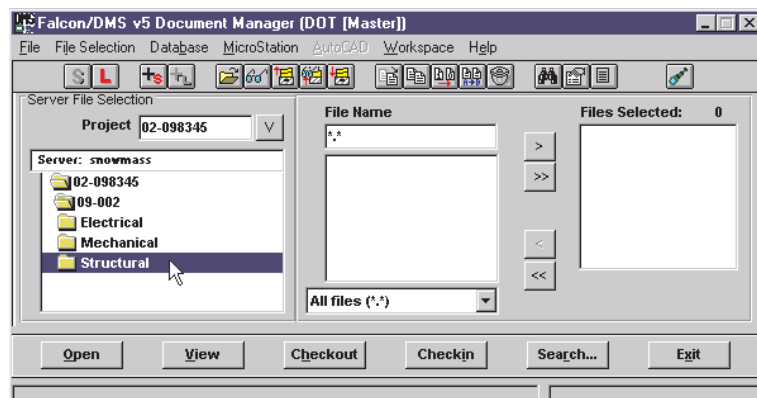 Falcon/DMS v5 Document Manager (DOT [Master])
File File Selection Database MicroStation AutoCAD Workspace Help
S L +s +L
Server File Selection
Project 02-098345 V
Server: snowmass
02-098345
09-002
Electrical
Mechanical
Structural
File Name
*.*
All files (*.*)
> 
>>
<
<<
Files Selected: 0
Open View Checkout Checkin Search... Exit